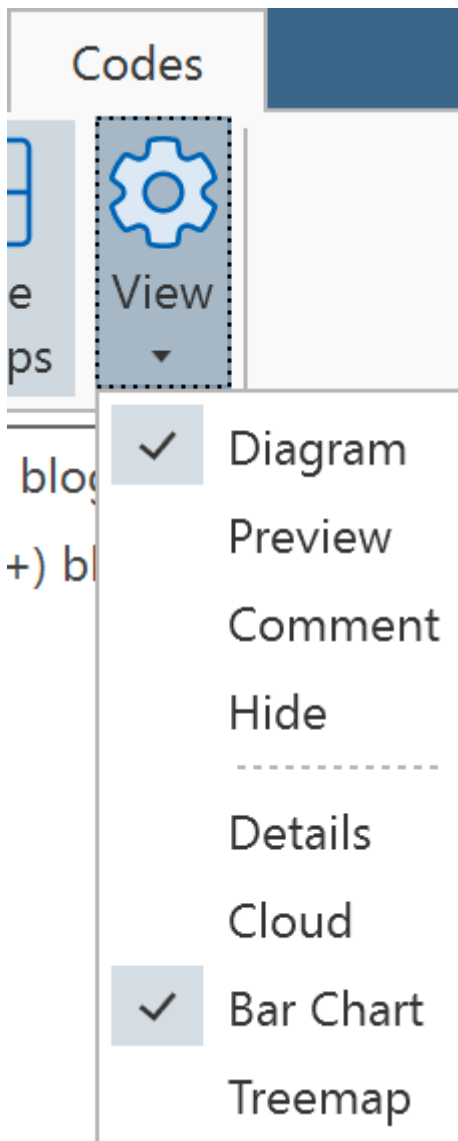 Codes
e
View
ps
Diagram
blog
Preview
+) bl
Comment
Hide
Details
Cloud
Bar Chart
Treemap